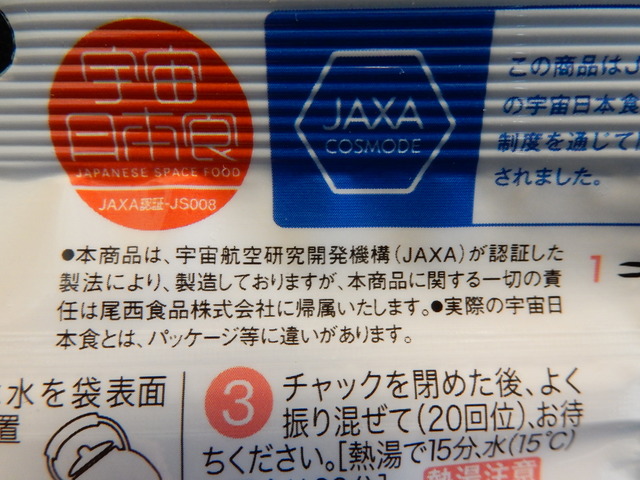 宇宙
日本食
JAPANESE SPACE FOOD
JAXA認証-JS008
JAXA
COSMODE
この商品はJ
の宇宙日本食
制度を通じて
されました。
●本商品は、宇宙航空研究開発機構(JAXA)が認証した
製法により、製造しておりますが、本商品に関する一切の責
任は尾西食品株式会社に帰属いたします。●実際の宇宙日
本食とは、パッケージ等に違いがあります。
1
水を袋表面
置
3
チャックを閉めた後、よく
振り混ぜて(20回位)、お待
ちください。[熱湯で15分、水(15℃)
熱湯注意